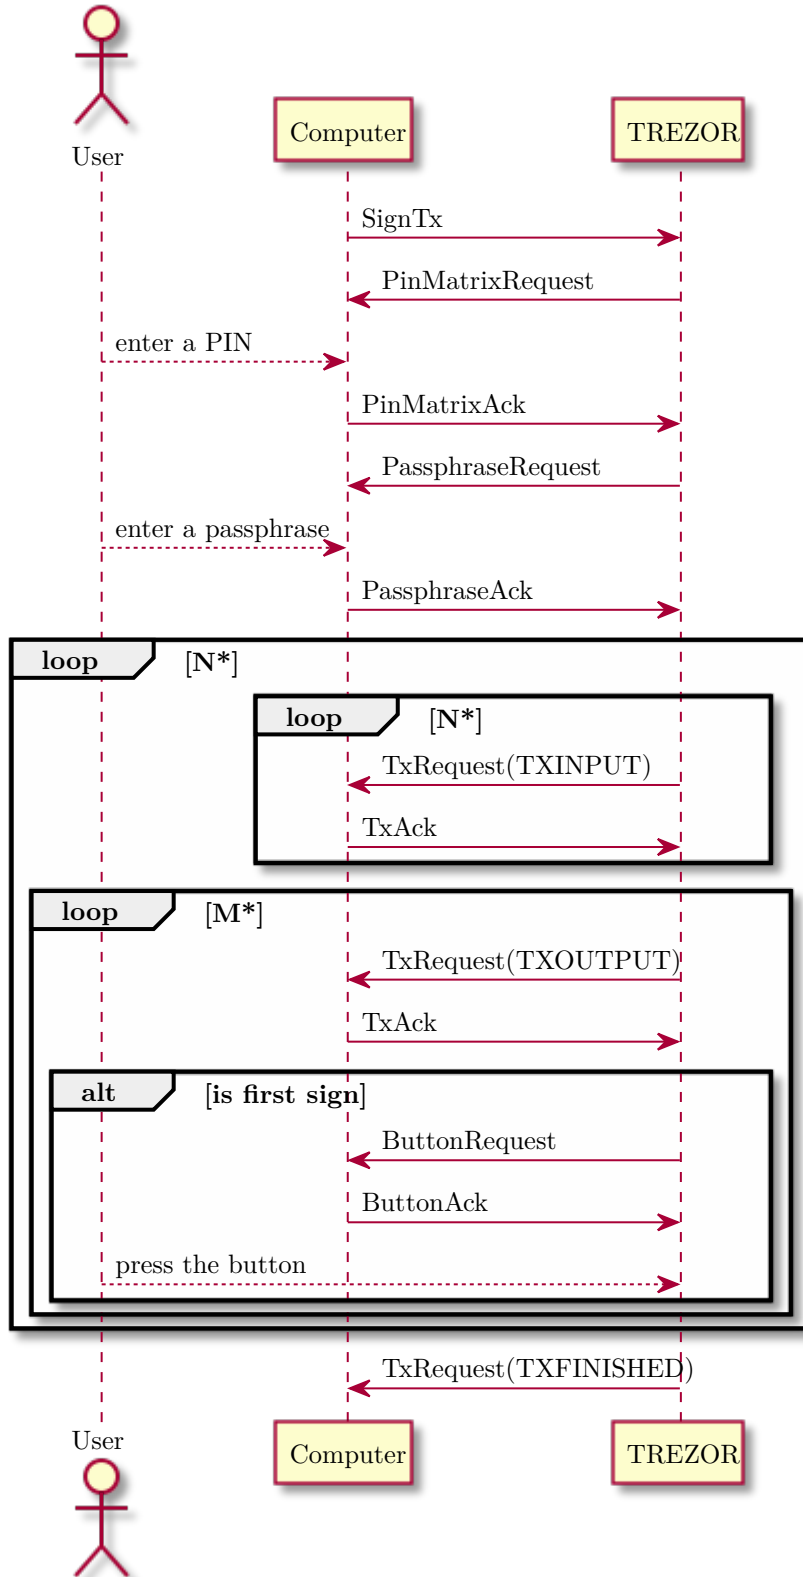 User
Computer
TREZOR
SignTx
PinMatrixRequest
enter a PIN
PinMatrixAck
PassphraseRequest
enter a passphrase
PassphraseAck
loop [N*]
loop [N*]
TxRequest(TXINPUT)
TxAck
loop [M*]
TxRequest(TXOUTPUT)
TxAck
alt [is first sign]
ButtonRequest
ButtonAck
press the button
TxRequest(TXFINISHED)
User
Computer
TREZOR